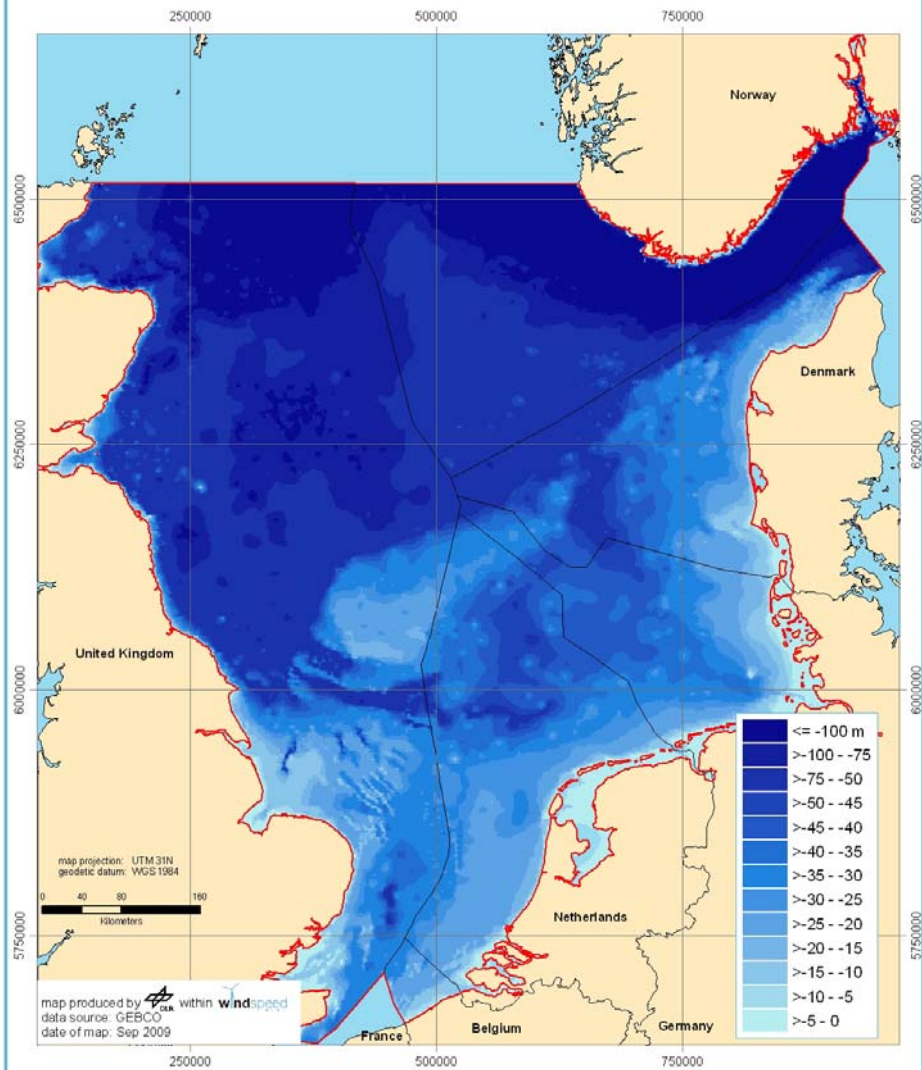 250000 500000 750000
Norway
6500000 6500000
Denmark
6250000 6250000
United Kingdom
6000000 6000000
<= -100 m
>-100 - -75
>-75 - -50
>-50 - -45
>-45 - -40
>-40 - -35
>-35 - -30
>-30 - -25
>-25 - -20
>-20 - -15
>-15 - -10
>-10 - -5
>-5 - 0
map projection: UTM 31N
geodetic datum: WGS 1984
0 40 80 160
Kilometers
Netherlands
5750000 5750000
map produced by DLR within windspeed
data source: GEBCO
date of map: Sep 2009
France
Belgium
Germany
250000 500000 750000